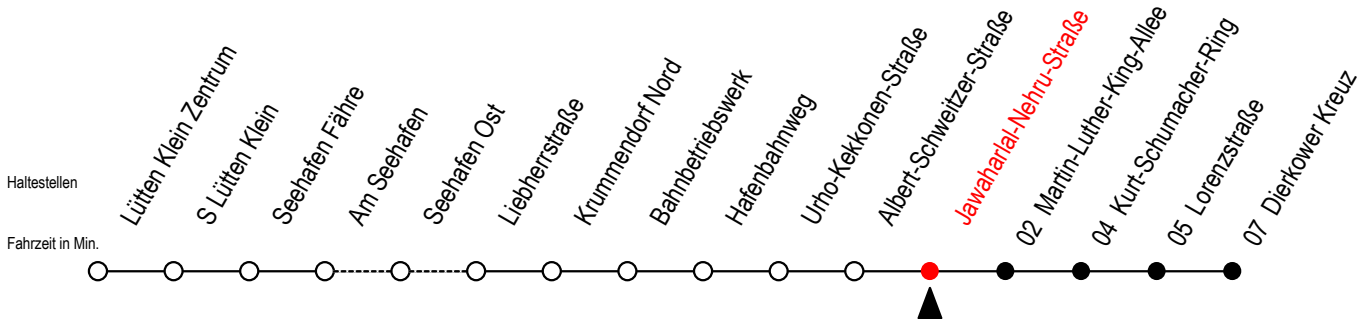 Haltestellen
Fahrzeit in Min.
Lütten Klein Zentrum
S Lütten Klein
Seehafen Fähre
Am Seehafen
Seehafen Ost
Liebherrstraße
Krummendorf Nord
Bahnbetriebswerk
Hafenbahnweg
Urho-Kekkonen-Straße
Albert-Schweitzer-Straße
Jawaharlal-Nehru-Straße
02 Martin-Luther-King-Allee
04 Kurt-Schumacher-Ring
05 Lorenzstraße
07 Dierkower Kreuz